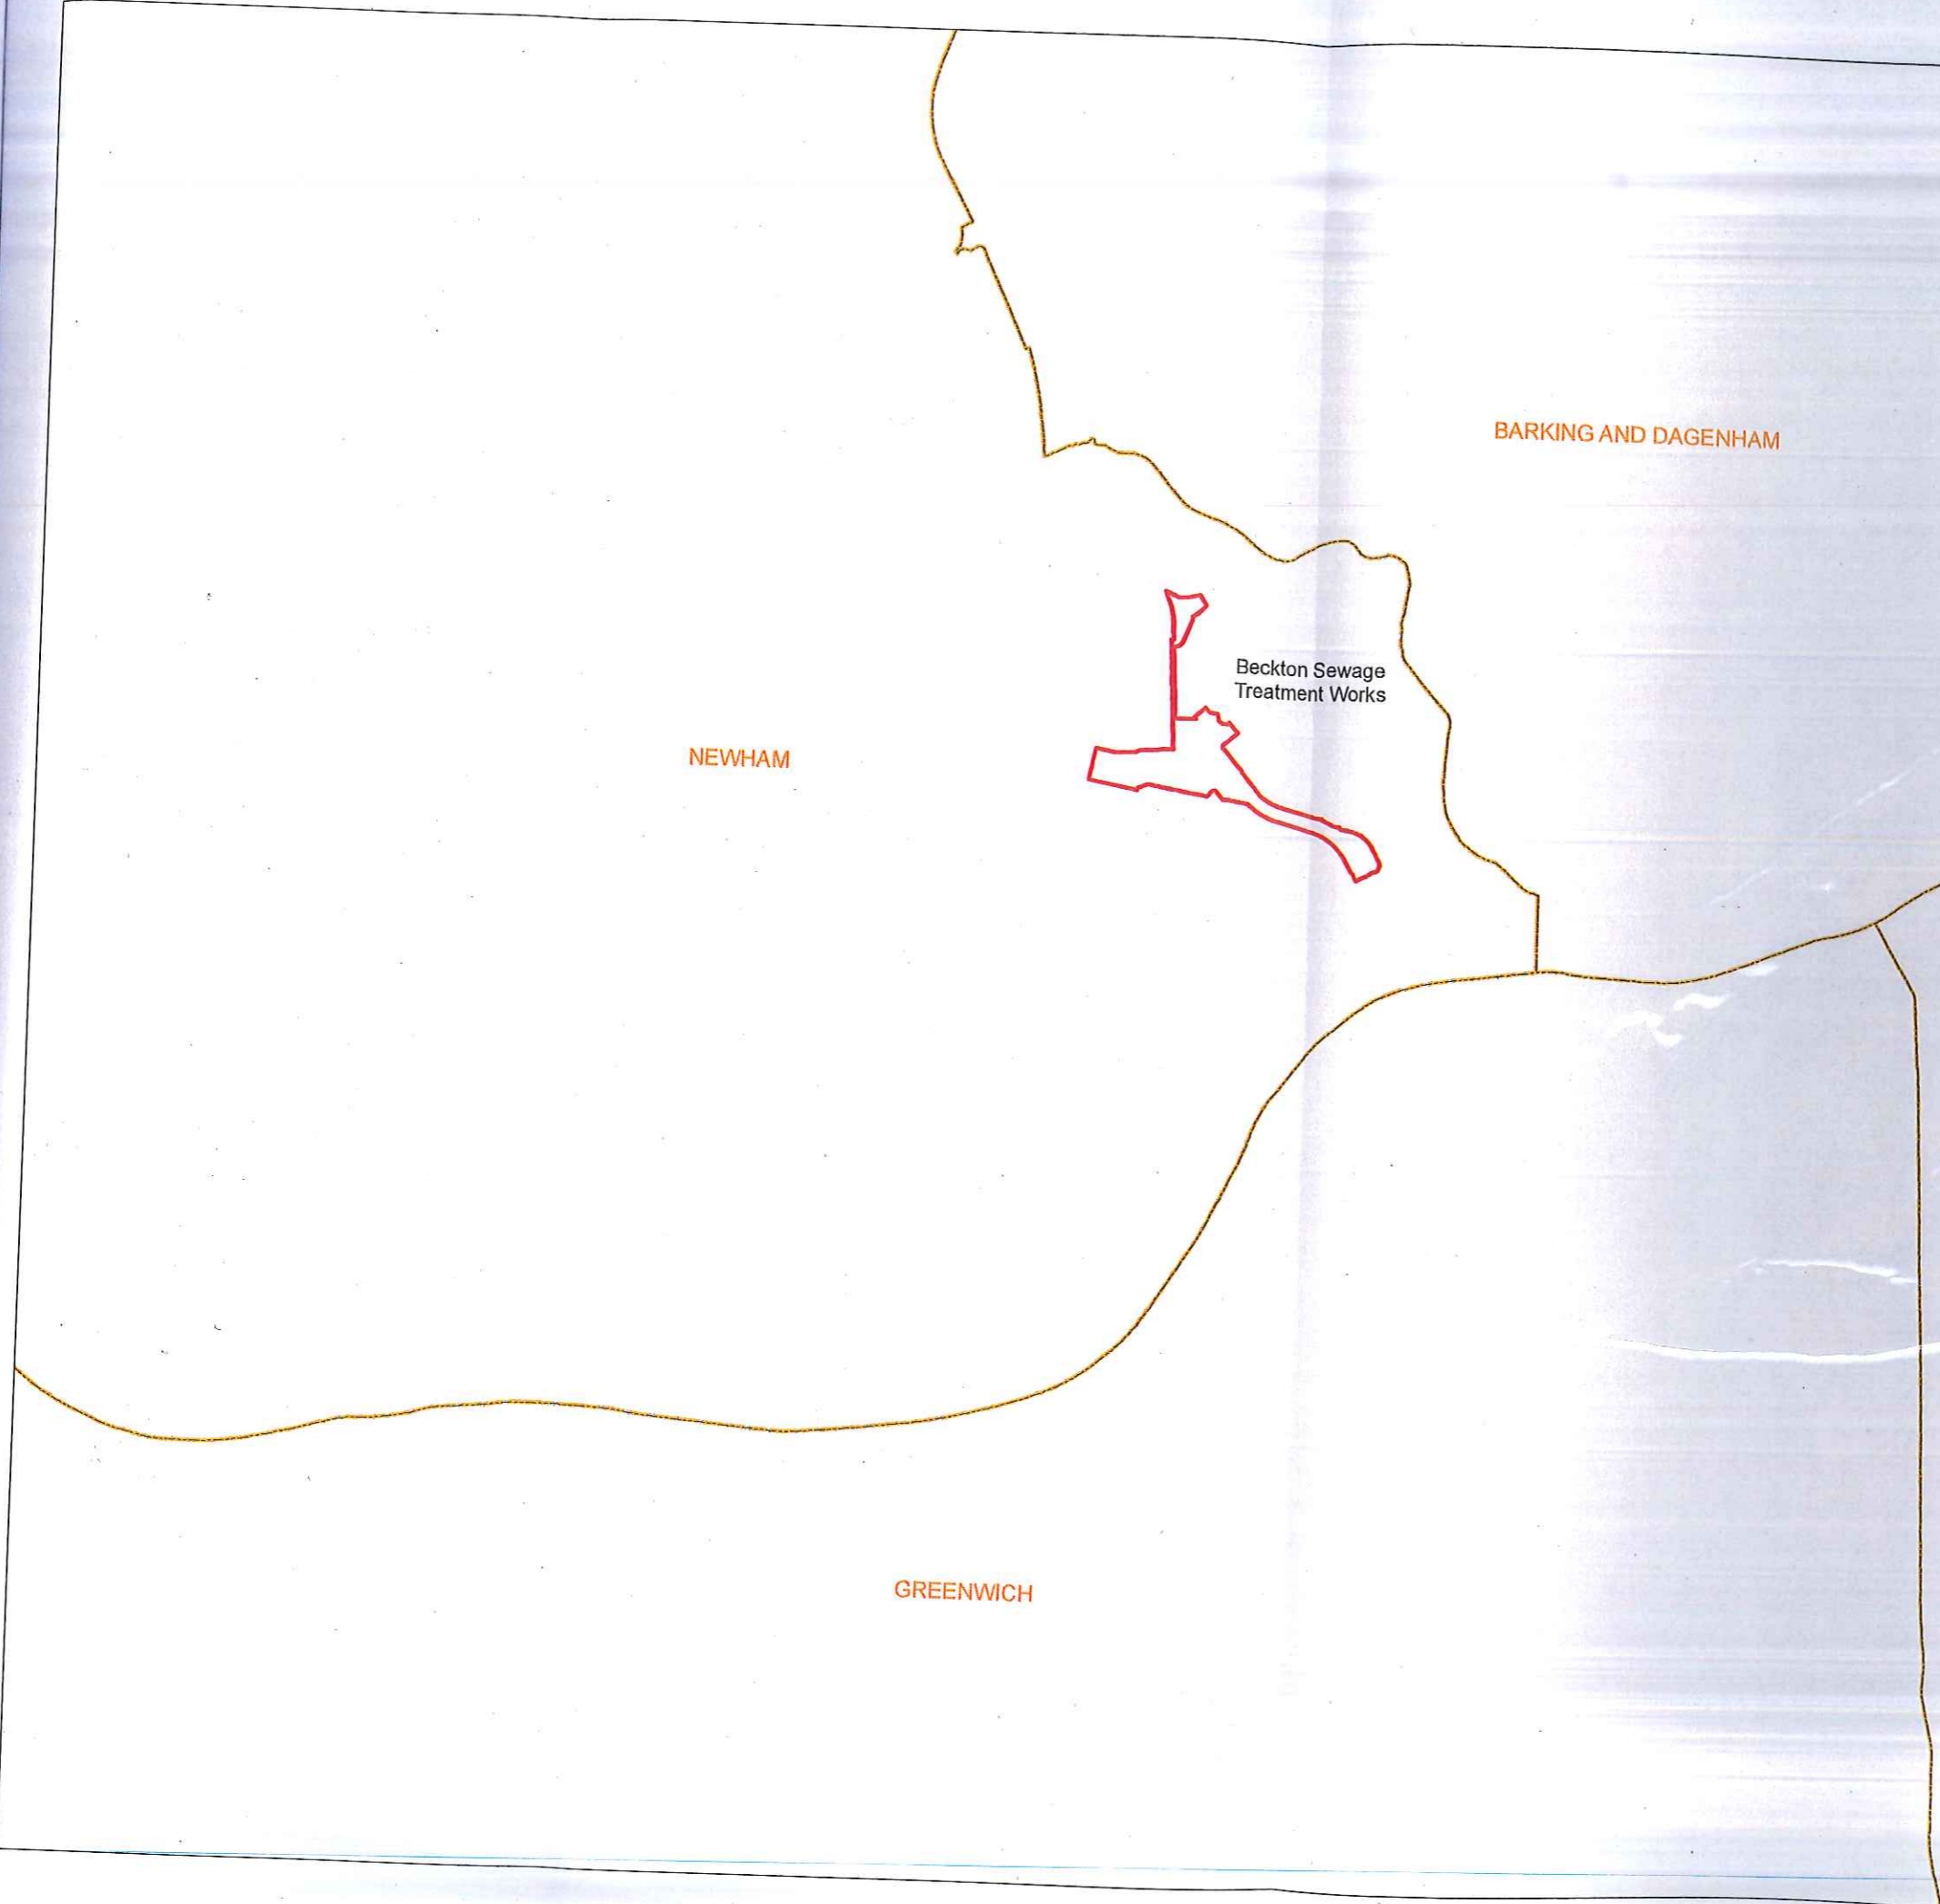 BARKING AND DAGENHAM
Beckton Sewage
Treatment Works
NEWHAM
GREENWICH